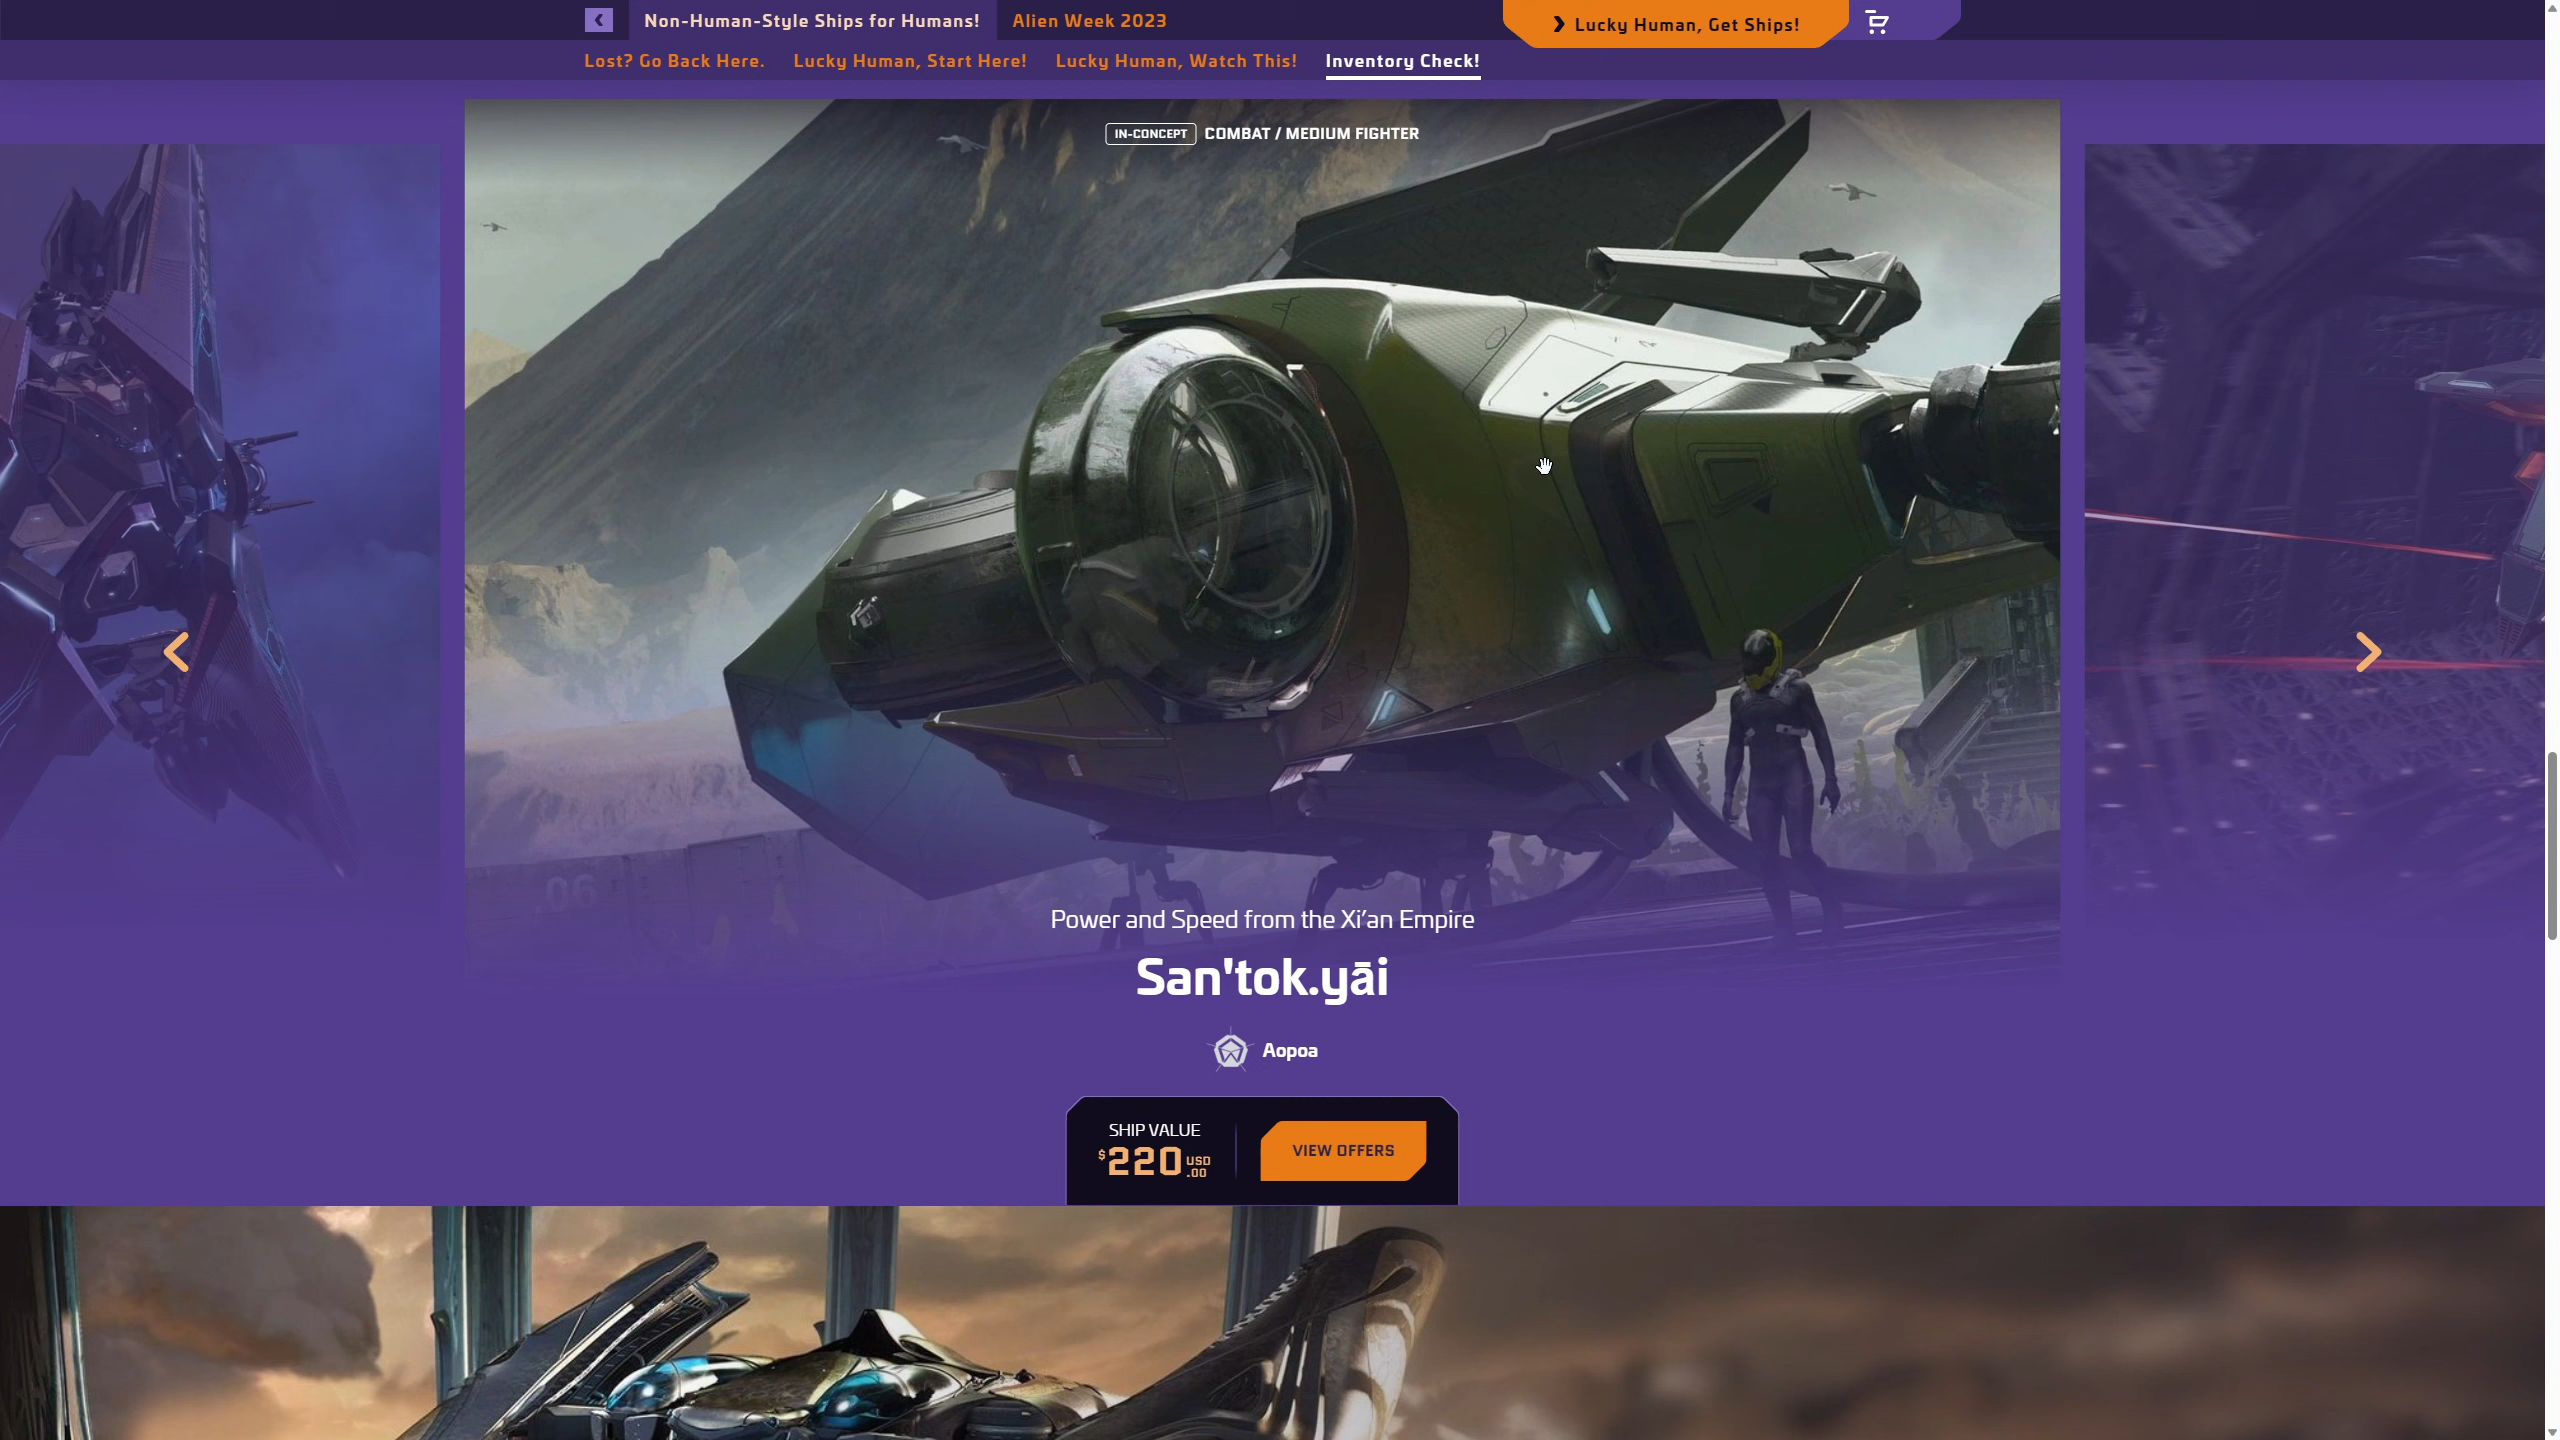 Non-Human-Style Ships for Humans!
Alien Week 2023
Lucky Human, Get Ships!
Lost? Go Back Here.
Lucky Human, Start Here!
Lucky Human, Watch This!
Inventory Check!
IN-CONCEPT COMBAT / MEDIUM FIGHTER
06
Power and Speed from the Xi’an Empire
San'tok.yāi
Aopoa
SHIP VALUE
$220 USD .00
VIEW OFFERS